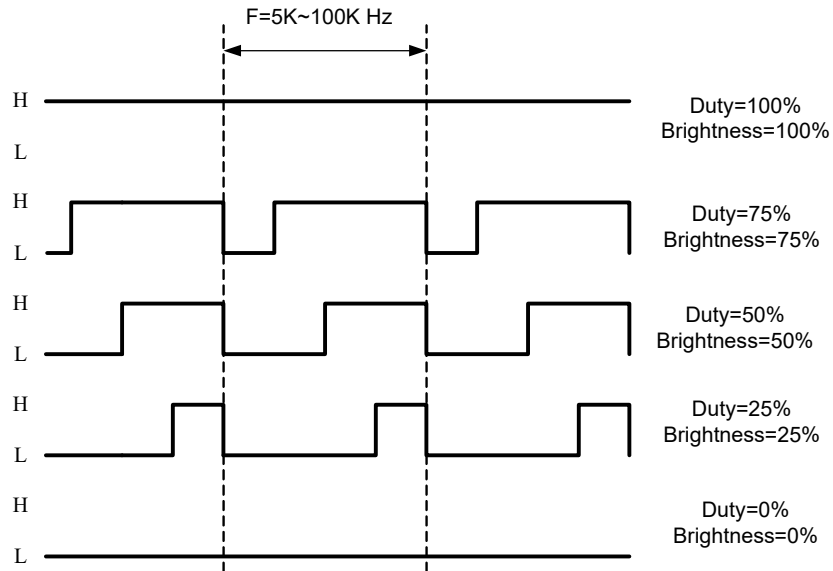 F=5K~100K Hz
H
L
Duty=100%
Brightness=100%
H
L
Duty=75%
Brightness=75%
H
L
Duty=50%
Brightness=50%
H
L
Duty=25%
Brightness=25%
H
L
Duty=0%
Brightness=0%